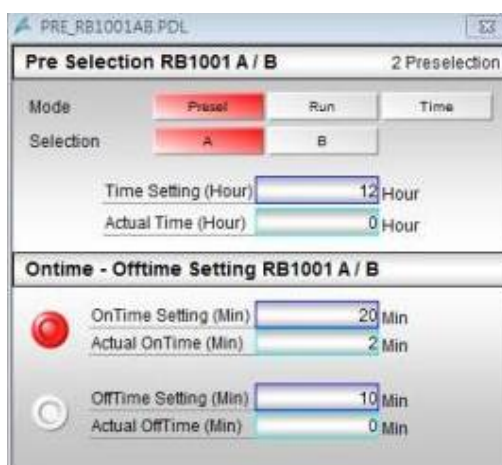 PRE_RB1001AB.PDL
Pre Selection RB1001 A / B 2 Preselection
Mode Presel Run Time
Selection A B
Time Setting (Hour) 12 Hour
Actual Time (Hour) 0 Hour
Ontime - Offtime Setting RB1001 A / B
OnTime Setting (Min) 20 Min
Actual OnTime (Min) 2 Min
OffTime Setting (Min) 10 Min
Actual OffTime (Min) 0 Min